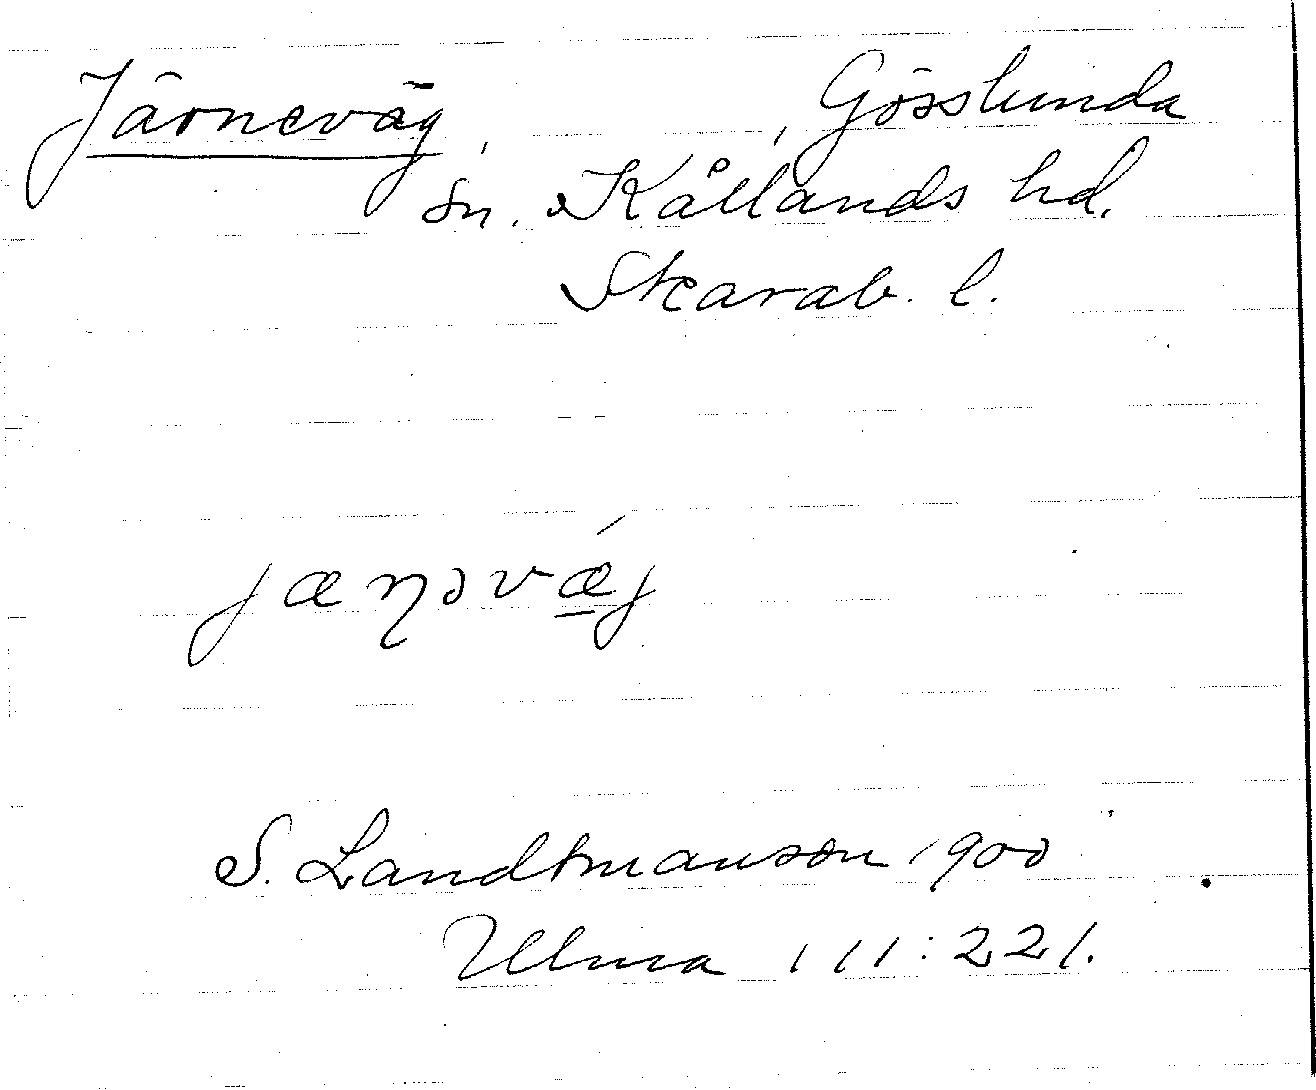 Järneväg, , Gösslunda
sn. Kållands hd.
Skarab. l.
jæŋəvǽj
S. Landtmanson 1900
Ulma 111:221.